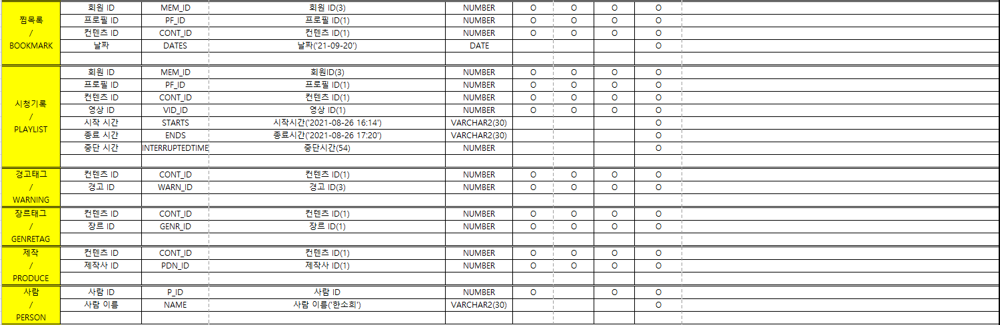 회원 ID MEM_ID 회원 ID(3) NUMBER O O O O
찜목록 / BOOKMARK
프로필 ID PF_ID 프로필 ID(1) NUMBER O O O O
컨텐츠 ID CONT_ID 컨텐츠 ID(1) NUMBER O O O O
날짜 DATES 날짜('21-09-20') DATE O
시청기록 / PLAYLIST
회원 ID MEM_ID 회원ID(3) NUMBER O O O O
프로필 ID PF_ID 프로필 ID(1) NUMBER O O O O
컨텐츠 ID CONT_ID 컨텐츠 ID(1) NUMBER O O O O
영상 ID VID_ID 영상 ID(1) NUMBER O O O O
시작 시간 STARTS 시작시간('2021-08-26 16:14') VARCHAR2(30) O
종료 시간 ENDS 종료시간('2021-08-26 17:20') VARCHAR2(30) O
중단 시간 INTERRUPTEDTIME 중단시간(54) NUMBER O
경고태그 / WARNING
컨텐츠 ID CONT_ID 컨텐츠 ID(1) NUMBER O O O O
경고 ID WARN_ID 경고 ID(3) NUMBER O O O O
장르태그 / GENRETAG
컨텐츠 ID CONT_ID 컨텐츠 ID(1) NUMBER O O O O
장르 ID GENR_ID 장르 ID(1) NUMBER O O O O
제작 / PRODUCE
컨텐츠 ID CONT_ID 컨텐츠 ID(1) NUMBER O O O O
제작사 ID PDN_ID 제작사 ID(1) NUMBER O O O O
사람 / PERSON
사람 ID P_ID 사람 ID NUMBER O O O
사람 이름 NAME 사람 이름('한소희') VARCHAR2(30) O